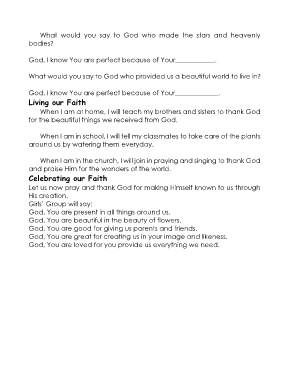 What would you say to God who made the stars and heavenly
bodies?
God, I know You are perfect because of Your____________.
What would you say to God who provided us a beautiful world to live in?
God, I know You are perfect because of Your_____________.
Living our Faith
When I am at home, I will teach my brothers and sisters to thank God
for the beautiful things we received from God.
When I am in school, I will tell my classmates to take care of the plants
around us by watering them everyday.
When I am in the church, I will join in praying and singing to thank God
and praise Him for the wonders of the world.
Celebrating our Faith
Let us now pray and thank God for making Himself known to us through
His creation.
Girls' Group will say:
God, You are present in all things around us.
God, You are beautiful in the beauty of flowers.
God, You are good for giving us parents and friends.
God, You are great for creating us in your image and likeness.
God, You are loved for you provide us everything we need.